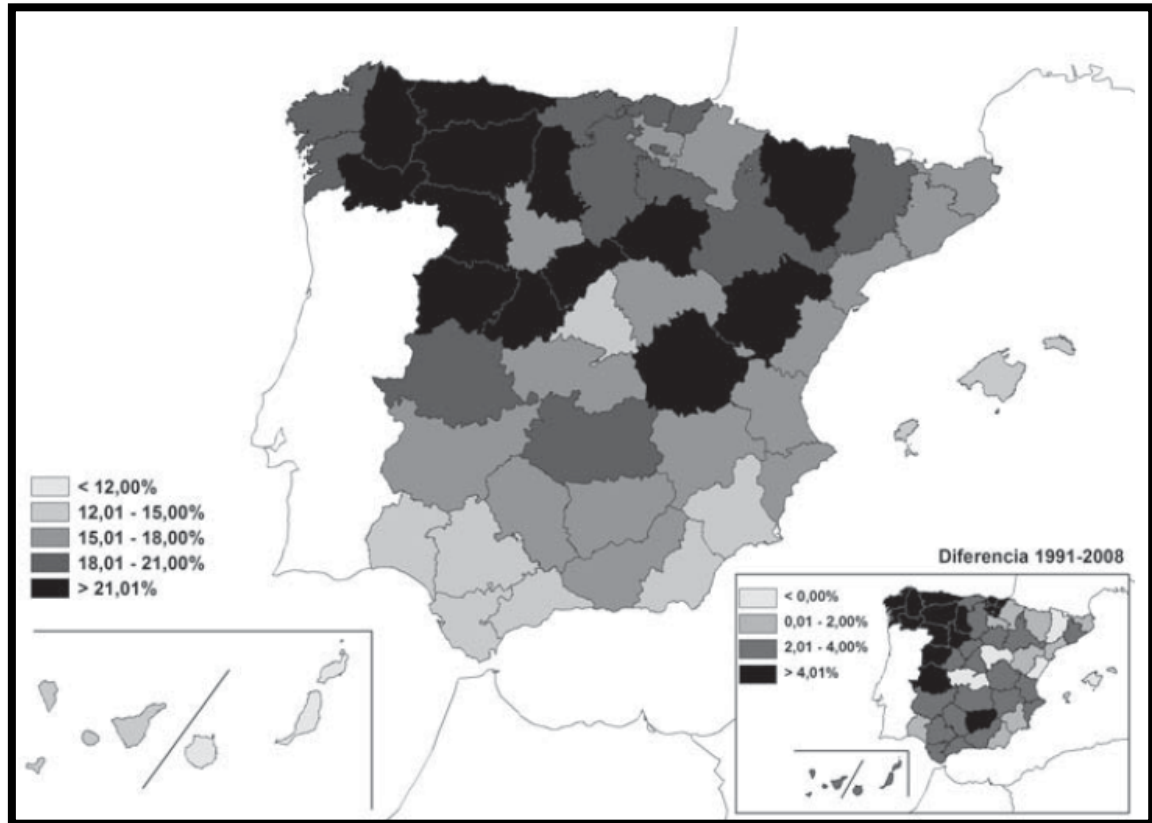 < 12,00%
12,01 - 15,00%
15,01 - 18,00%
18,01 - 21,00%
> 21,01%
Diferencia 1991-2008
< 0,00%
0,01 - 2,00%
2,01 - 4,00%
> 4,01%